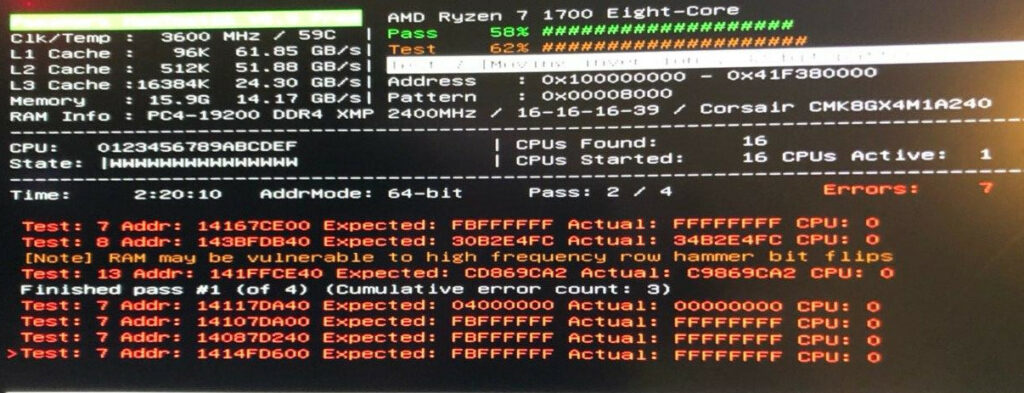 AMD Ryzen 7 1700 Eight-Core
Clk/Temp : 3600 MHz / 59C | Pass 58% ##########################
L1 Cache : 96K 61.85 GB/s| Test 62% ###########################
L2 Cache : 512K 51.88 GB/s| Test 7 [Moving inver
L3 Cache :16384K 24.30 GB/s| Address : 0x100000000 - 0x41F380000
Memory : 15.9G 14.17 GB/s| Pattern : 0x00008000
RAM Info : PC4-19200 DDR4 XMP 2400MHz / 16-16-16-39 / Corsair CMK8GX4M1A240
CPU: 0123456789ABCDEF | CPUs Found: 16
State: |WWWWWWWWWWWWWWW | CPUs Started: 16 CPUs Active: 1
Time: 2:20:10 AddrMode: 64-bit Pass: 2 / 4 Errors: 7
Test: 7 Addr: 14167CE00 Expected: FBFFFFFF Actual: FFFFFFFF CPU: 0
Test: 8 Addr: 143BFDB40 Expected: 30B2E4FC Actual: 34B2E4FC CPU: 0
[Note] RAM may be vulnerable to high frequency row hammer bit flips
Test: 13 Addr: 141FFCE40 Expected: CD869CA2 Actual: C9869CA2 CPU: 0
Finished pass #1 (of 4) (Cumulative error count: 3)
Test: 7 Addr: 14117DA40 Expected: 04000000 Actual: 00000000 CPU: 0
Test: 7 Addr: 14107DA00 Expected: FBFFFFFF Actual: FFFFFFFF CPU: 0
Test: 7 Addr: 14087D240 Expected: FBFFFFFF Actual: FFFFFFFF CPU: 0
>Test: 7 Addr: 1414FD600 Expected: FBFFFFFF Actual: FFFFFFFF CPU: 0